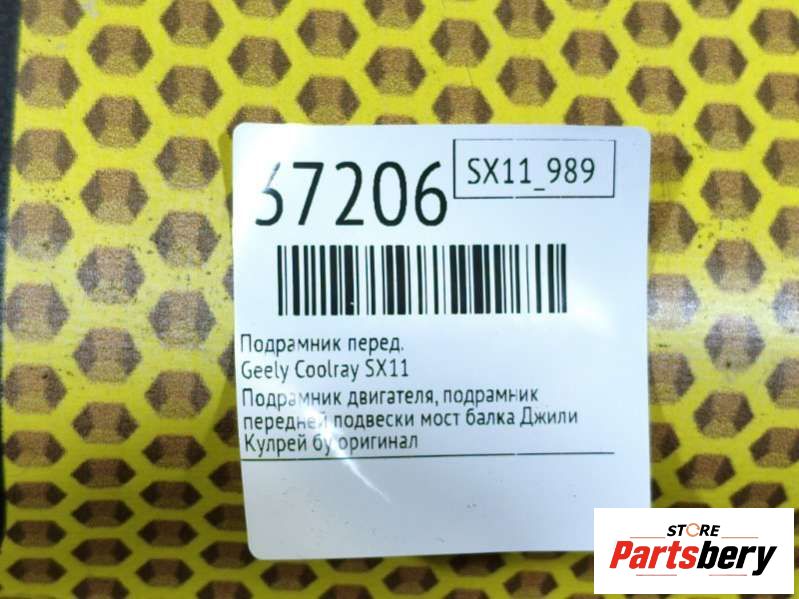 37206
SX11_989
Подрамник перед.
Geely Coolray SX11
Подрамник двигателя, подрамник
передней подвески мост балка Джили
Кулрей бу оригинал
STORE
Partsbery